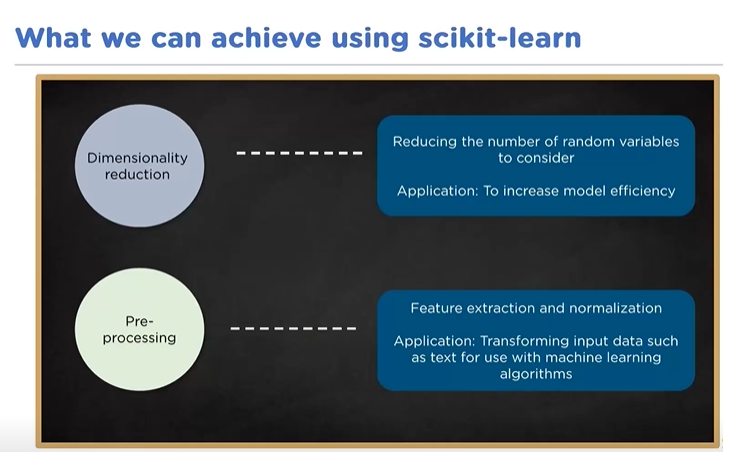 What we can achieve using scikit-learn
Dimensionality
reduction
Reducing the number of random variables
to consider
Application: To increase model efficiency
Pre-
processing
Feature extraction and normalization
Application: Transforming input data such
as text for use with machine learning
algorithms